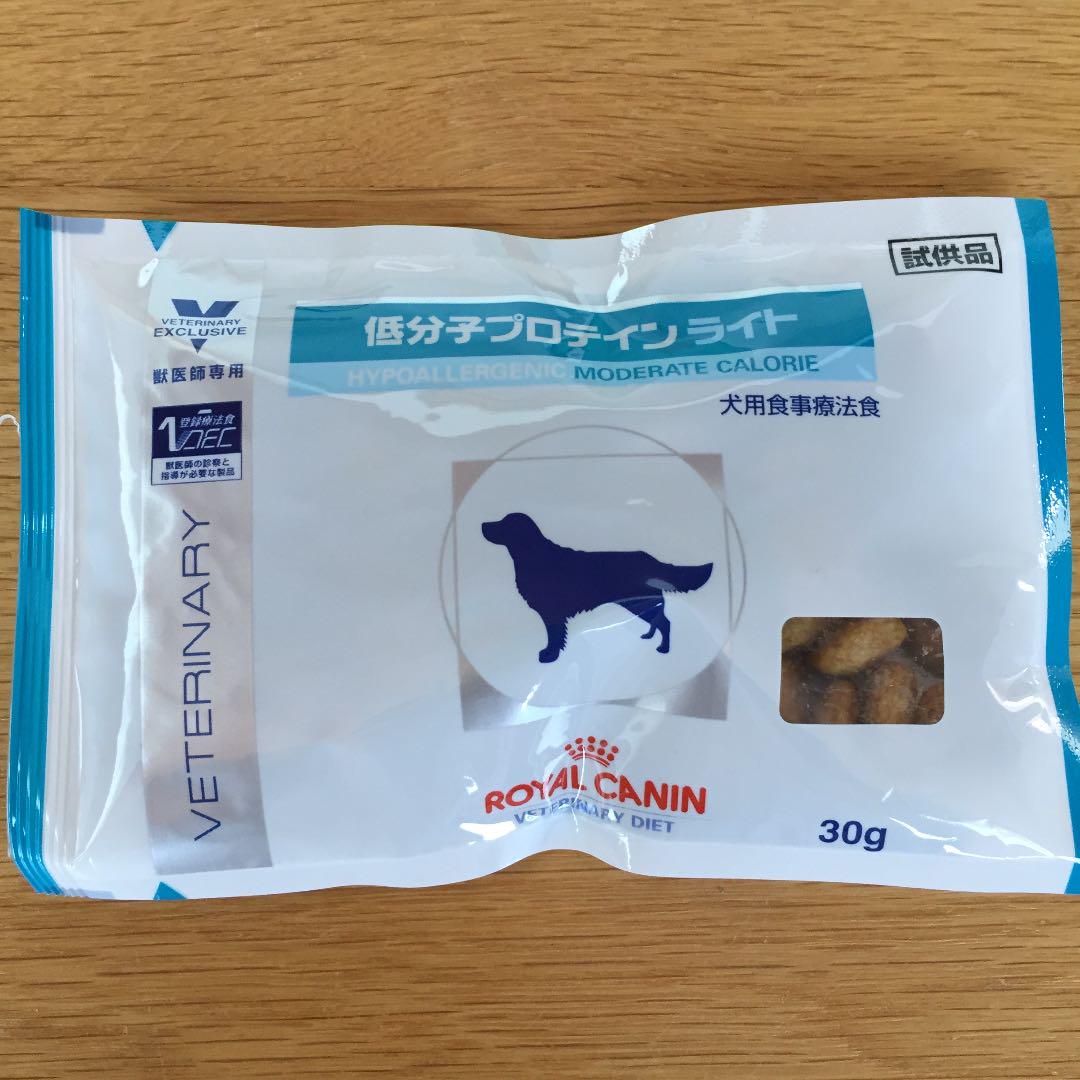 試供品
VETERINARY
EXCLUSIVE
獣医師専用
登録療法食
VDEC
獣医師の診察と
指導が必要な製品
VETERINARY
低分子プロテイン ライト
HYPOALLERGENIC MODERATE CALORIE
犬用食事療法食
ROYAL CANIN
VETERINARY DIET
30g